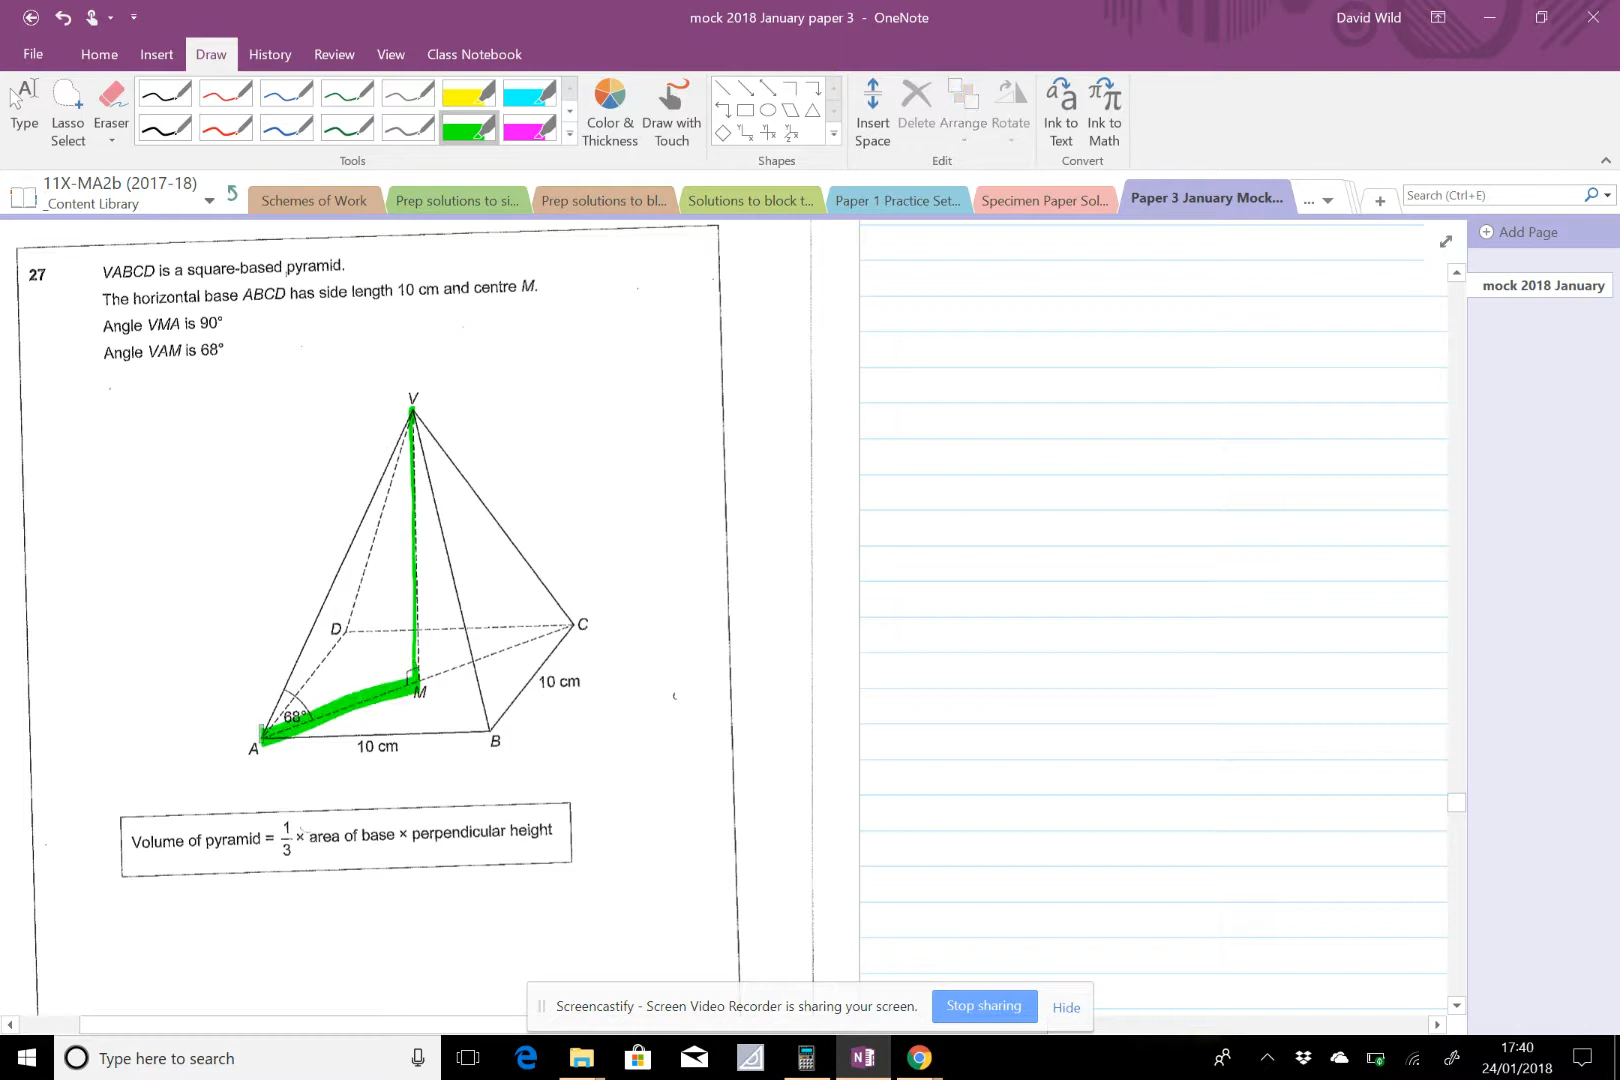 mock 2018 January paper 3 - OneNote
David Wild
File
Home
Insert
Draw
History
Review
View
Class Notebook
Type
Lasso Select
Eraser
Color & Thickness
Draw with Touch
Insert Space
Delete
Arrange
Rotate
Ink to Text
Ink to Math
Tools
Shapes
Edit
Convert
11X-MA2b (2017-18)
_Content Library
Schemes of Work
Prep solutions to si...
Prep solutions to bl...
Solutions to block t...
Paper 1 Practice Set...
Specimen Paper Sol...
Paper 3 January Mock...
...
Search (Ctrl+E)
Add Page
mock 2018 January
27
VABCD is a square-based pyramid.
The horizontal base ABCD has side length 10 cm and centre M.
Angle VMA is 90°
Angle VAM is 68°
V
D
C
M
10 cm
68°
A
10 cm
B
Volume of pyramid = 1/3 × area of base × perpendicular height
Screencastify - Screen Video Recorder is sharing your screen.
Stop sharing
Hide
Type here to search
17:40
24/01/2018